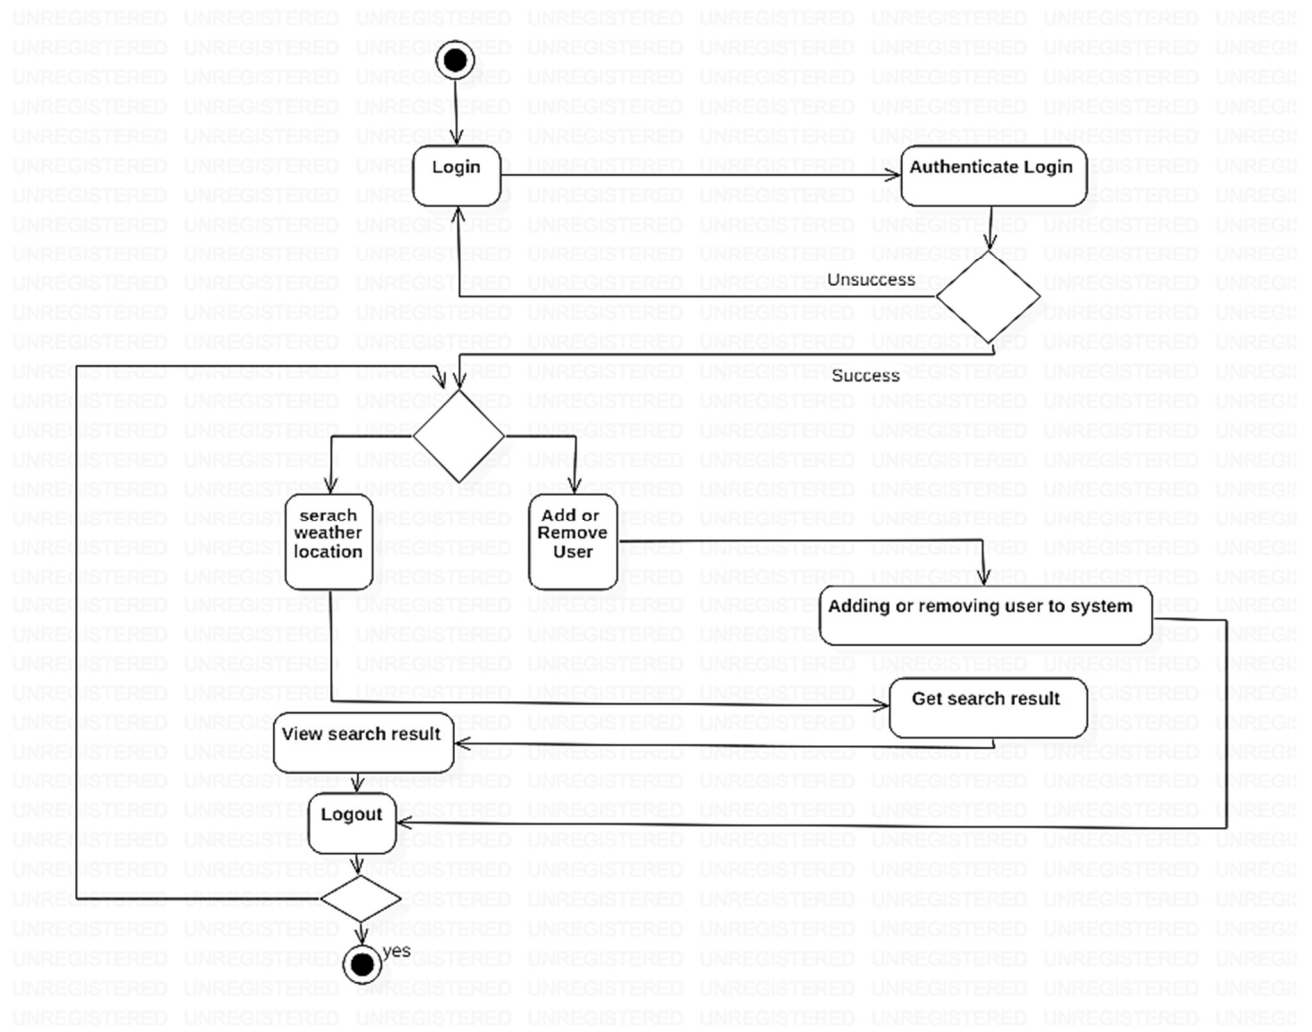 Login
Authenticate Login
Unsuccess
Success
serach
weather
location
Add or
Remove
User
Adding or removing user to system
Get search result
View search result
Logout
yes
UNREGISTERED